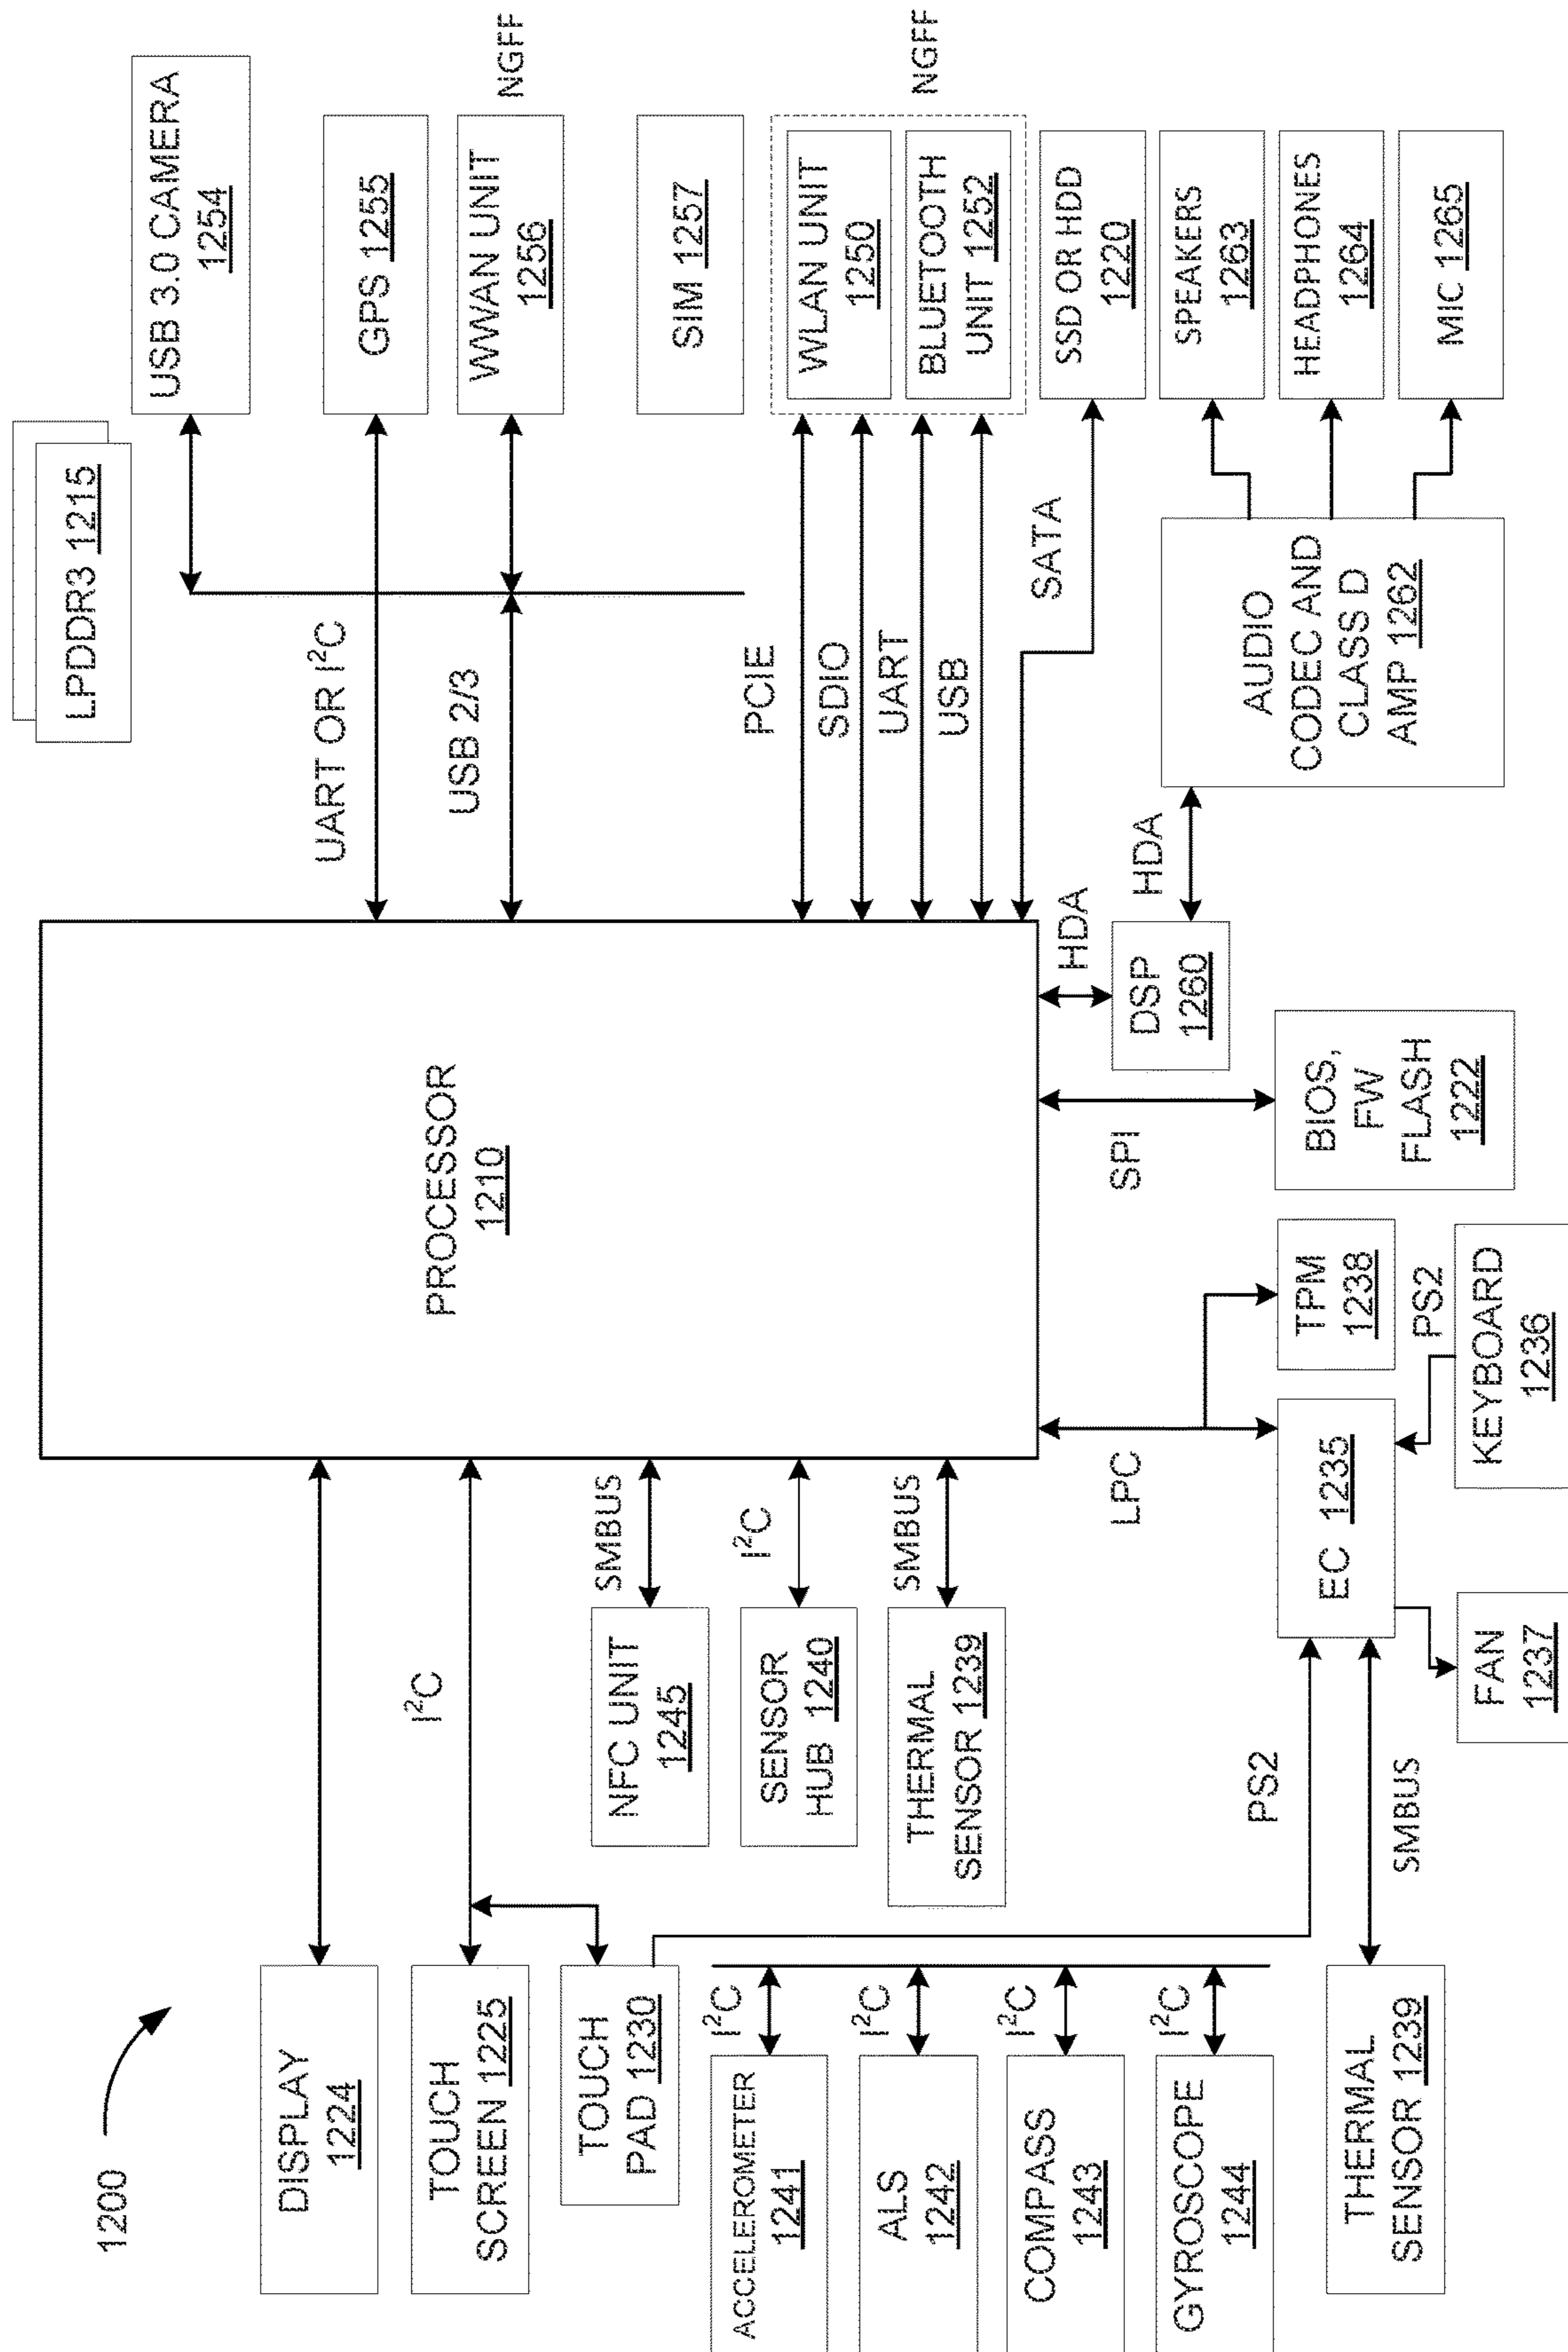 1200
LPDDR3 1215
DISPLAY
1224
TOUCH
SCREEN 1225
TOUCH
PAD 1230
I²C
ACCELEROMETER
1241
I²C
ALS
1242
I²C
COMPASS
1243
I²C
GYROSCOPE
1244
I²C
THERMAL
SENSOR 1239
SMBUS
PS2
NFC UNIT
1245
SMBUS
SENSOR
HUB 1240
I²C
THERMAL
SENSOR 1239
SMBUS
PROCESSOR
1210
LPC
EC 1235
FAN
1237
KEYBOARD
1236
PS2
TPM
1238
SPI
BIOS,
FW
FLASH
1222
HDA
DSP
1260
HDA
AUDIO
CODEC AND
CLASS D
AMP 1262
UART OR I²C
USB 2/3
PCIE
SDIO
UART
USB
SATA
USB 3.0 CAMERA
1254
GPS 1255
WWAN UNIT
1256
NGFF
SIM 1257
WLAN UNIT
1250
BLUETOOTH
UNIT 1252
NGFF
SSD OR HDD
1220
SPEAKERS
1263
HEADPHONES
1264
MIC 1265